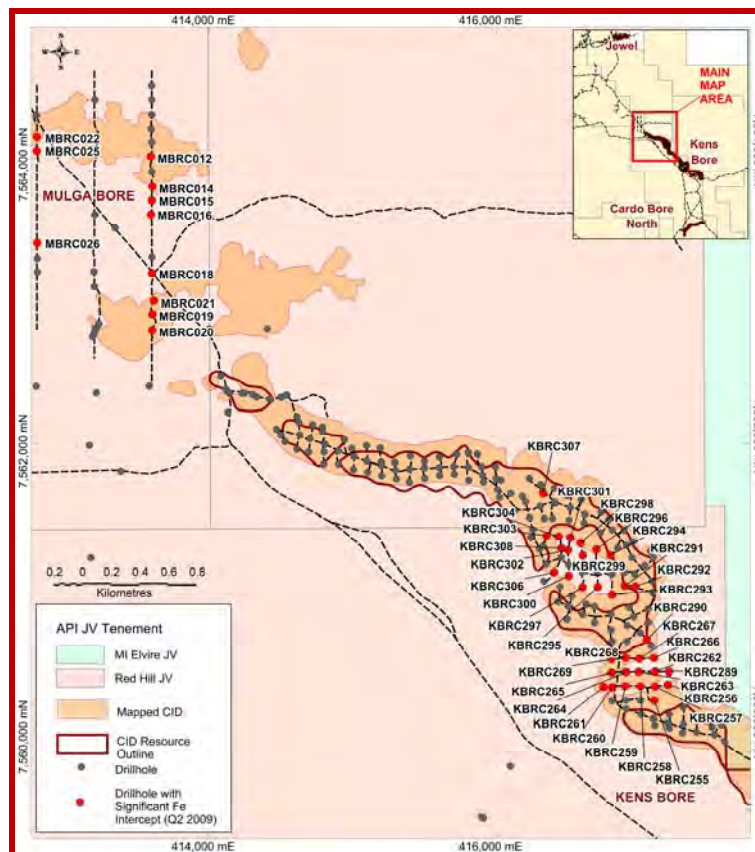 414,000 mE
416,000 mE
Jewel
MAIN
MAP
AREA
Kens
Bore
Cardo Bore
North
7,564,000 mN
7,562,000 mN
7,560,000 mN
W
E
MBRC022
MBRC025
MBRC012
MULGA BORE
MBRC014
MBRC015
MBRC016
MBRC026
MBRC018
MBRC021
MBRC019
MBRC020
KBRC307
KBRC301
KBRC304
KBRC298
KBRC303
KBRC296
KBRC294
KBRC308
KBRC291
KBRC302
KBRC299
KBRC292
KBRC306
KBRC293
KBRC300
KBRC290
KBRC297
KBRC267
KBRC295
KBRC266
KBRC268
KBRC262
KBRC269
KBRC289
KBRC265
KBRC263
KBRC264
KBRC256
KBRC261
KBRC257
KBRC260
KBRC259
KBRC258
KBRC255
KENS BORE
0.2 0 0.2 0.4 0.6 0.8
Kilometres
API JV Tenement
Mt Elvire JV
Red Hill JV
Mapped CID
CID Resource
Outline
Drillhole
Drillhole with
Significant Fe
Intercept (Q2 2009)
414,000 mE
416,000 mE